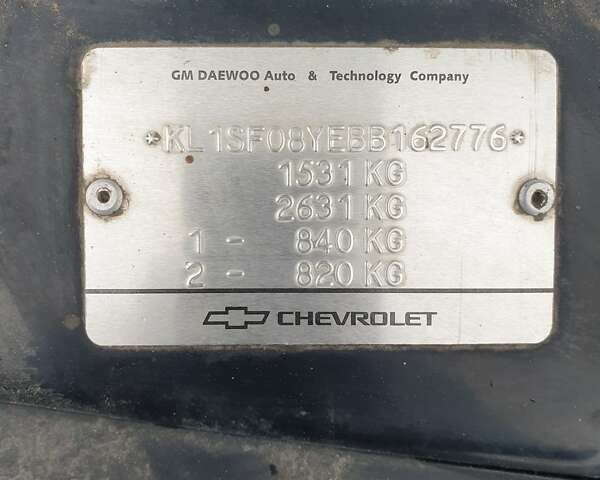 GM DAEWOO Auto & Technology Company
*KL1SF08YEBB162776*
1531 KG
2631 KG
1 - 840 KG
2 - 820 KG
CHEVROLET